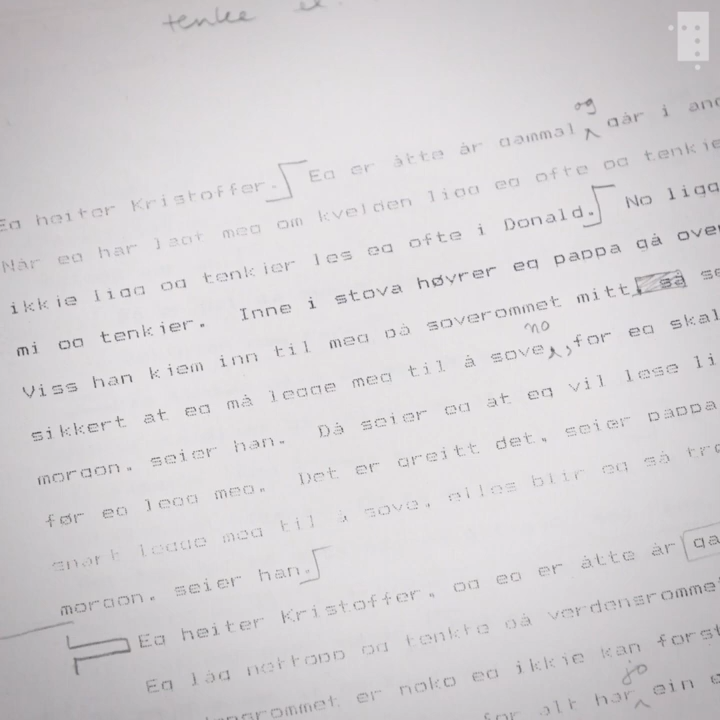 tenke
og
Eg heiter Kristoffer. Eg er åtte år gammal går i
Når eg har lagt meg om kvelden ligg eg ofte og tenkjer
ikkje ligg og tenkjer les eg ofte i Donald. No ligg
mi og tenkjer. Inne i stova høyrer eg pappa gå over
Viss han kjem inn til meg på soverommet mitt, så
no
sikkert at eg må legge meg til å sove, for eg skal
morgon, seier han. Då seier eg at eg vil lese
før eg legg meg. Det er greitt det, seier pappa
snart legge meg til å sove, elles blir eg så
morgon, seier han.
Eg heiter Kristoffer, og eg er åtte år
Eg låg nettopp og tenkte på verdensrommet
er noko eg ikkje kan
jo
for alt har ein